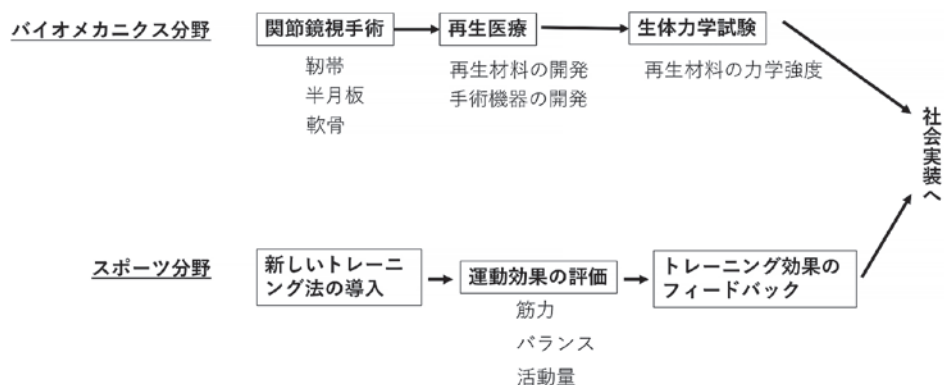 バイオメカニクス分野
関節鏡視手術
再生医療
生体力学試験
靭帯
半月板
軟骨
再生材料の開発
手術機器の開発
再生材料の力学強度
社会実装へ
スポーツ分野
新しいトレーニ
ング法の導入
運動効果の評価
トレーニング効果の
フィードバック
筋力
バランス
活動量